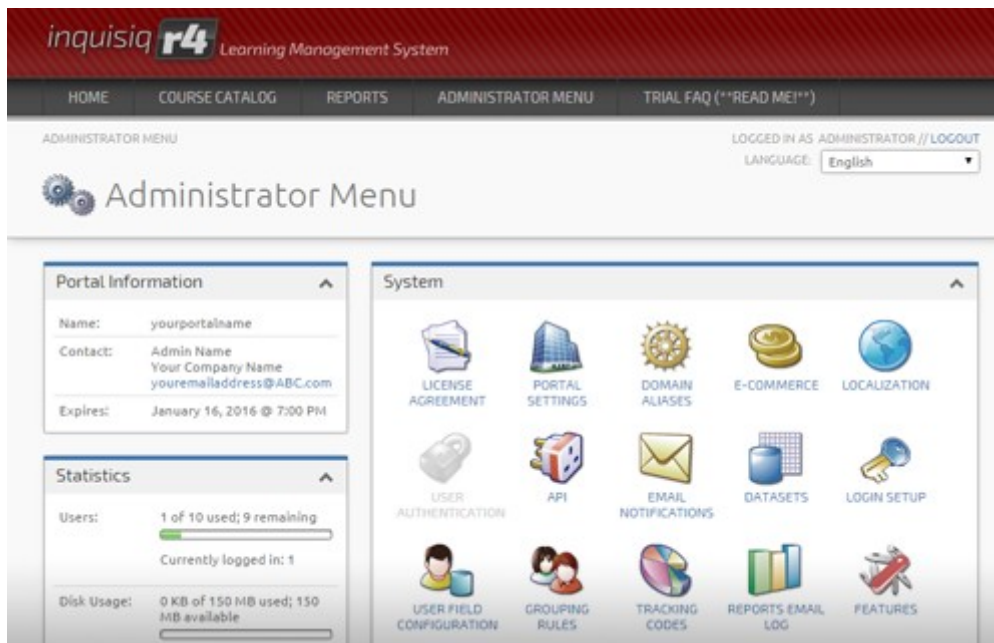 inquisiq r4 Learning Management System
HOME COURSE CATALOG REPORTS ADMINISTRATOR MENU TRIAL FAQ (**READ ME!**)
ADMINISTRATOR MENU
LOGGED IN AS ADMINISTRATOR // LOGOUT
LANGUAGE: English
Administrator Menu
Portal Information
Name: yourportalname
Contact: Admin Name
Your Company Name
youremailaddress@ABC.com
Expires: January 16, 2016 @ 7:00 PM
Statistics
Users: 1 of 10 used; 9 remaining
Currently logged in: 1
Disk Usage: 0 KB of 150 MB used; 150
MB available
System
LICENSE
AGREEMENT
PORTAL
SETTINGS
DOMAIN
ALIASES
E-COMMERCE
LOCALIZATION
USER
AUTHENTICATION
API
EMAIL
NOTIFICATIONS
DATASETS
LOGIN SETUP
USER FIELD
CONFIGURATION
GROUPING
RULES
TRACKING
CODES
REPORTS EMAIL
LOG
FEATURES